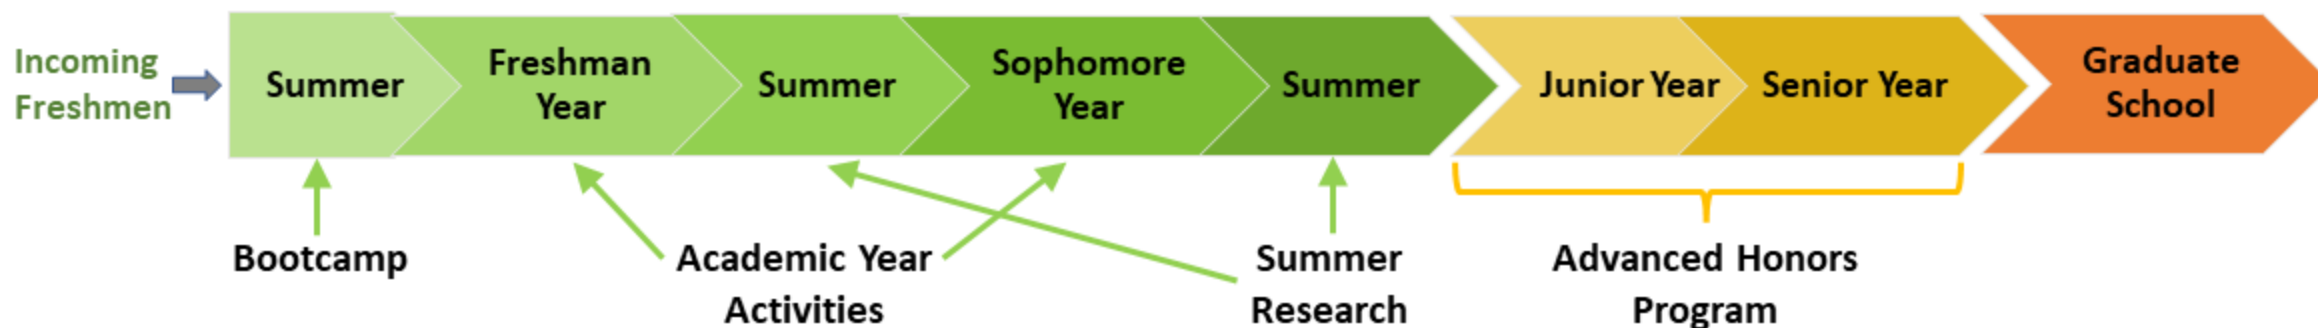 Incoming
Freshmen
Summer
Freshman
Year
Summer
Sophomore
Year
Summer
Junior Year
Senior Year
Graduate
School
Bootcamp
Academic Year
Activities
Summer
Research
Advanced Honors
Program